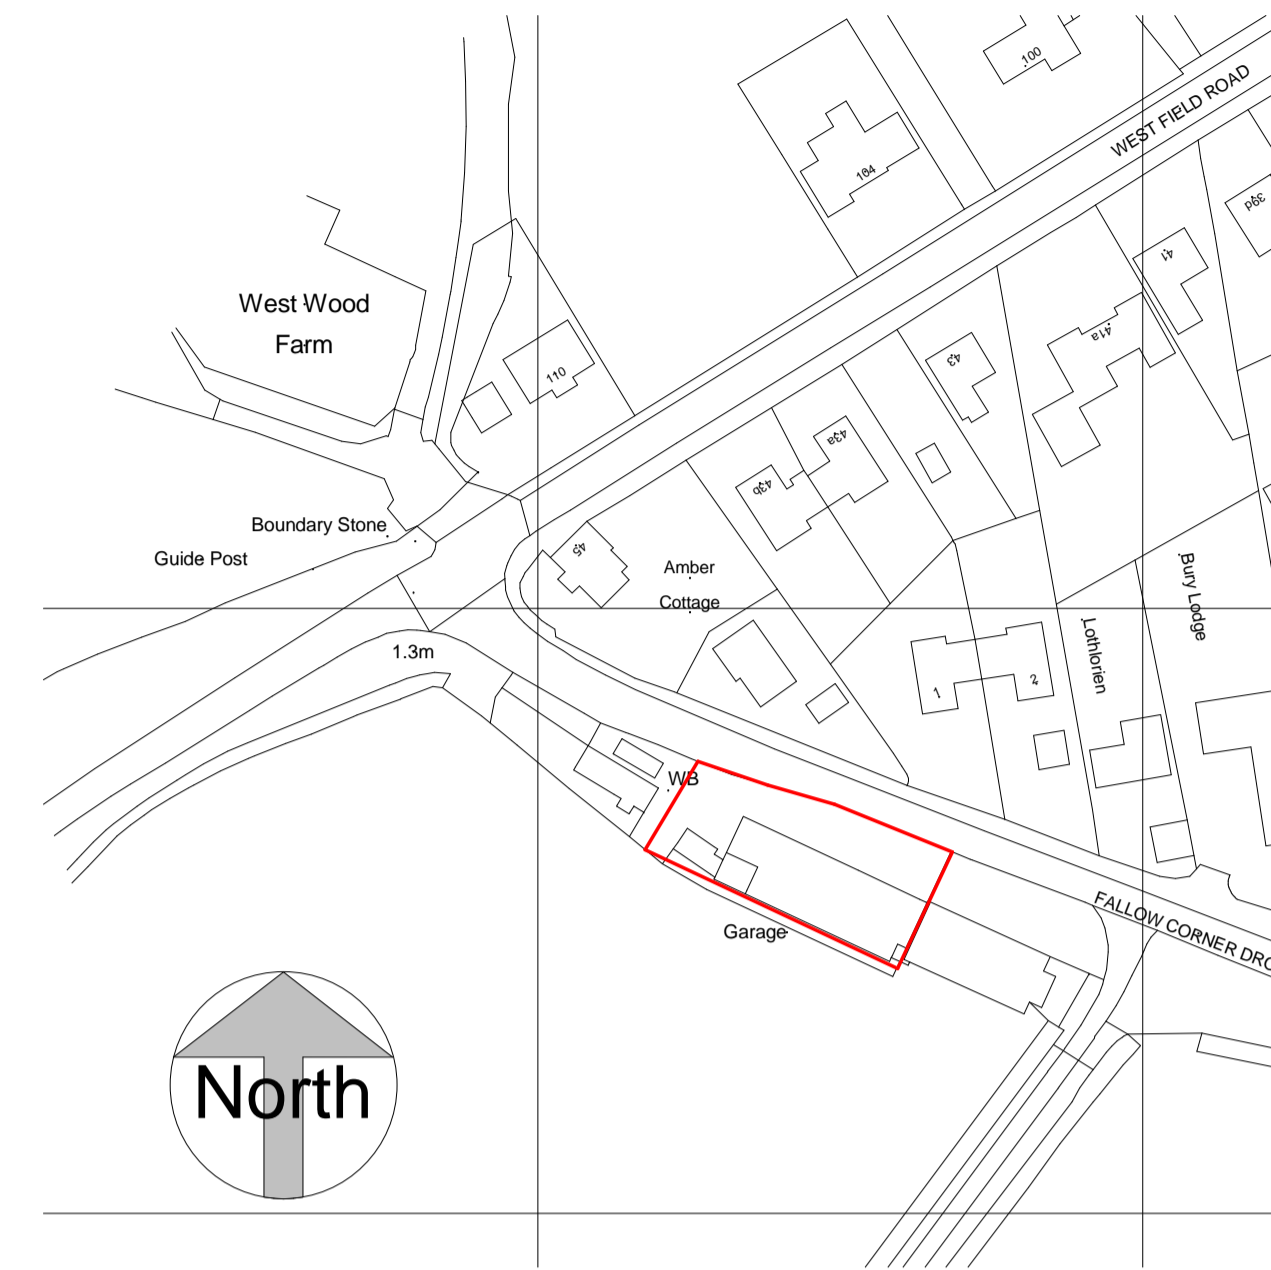 100
WEST FIELD ROAD
104
39d
41
West Wood
Farm
41a
43
110
43a
43b
Boundary Stone
Guide Post
45
Amber
Cottage
Bury Lodge
Lothlorien
1.3m
1
2
WB
FALLOW CORNER DRO
Garage
North